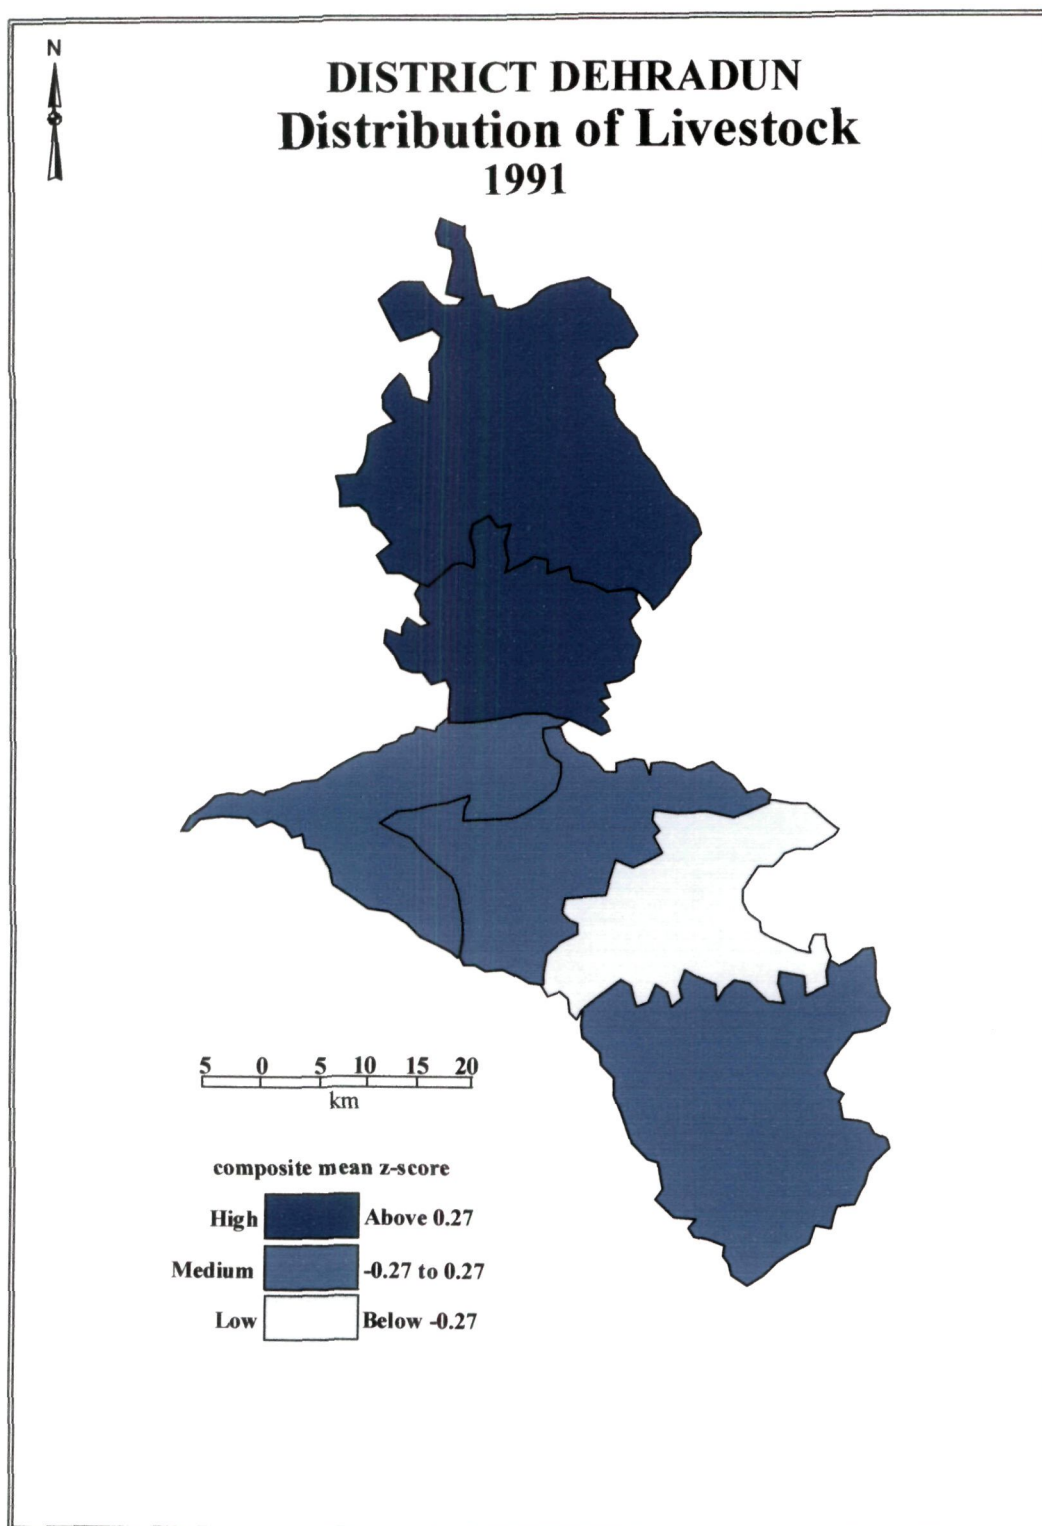 N
DISTRICT DEHRADUN
Distribution of Livestock
1991
5 0 5 10 15 20
km
composite mean z-score
High Above 0.27
Medium -0.27 to 0.27
Low Below -0.27